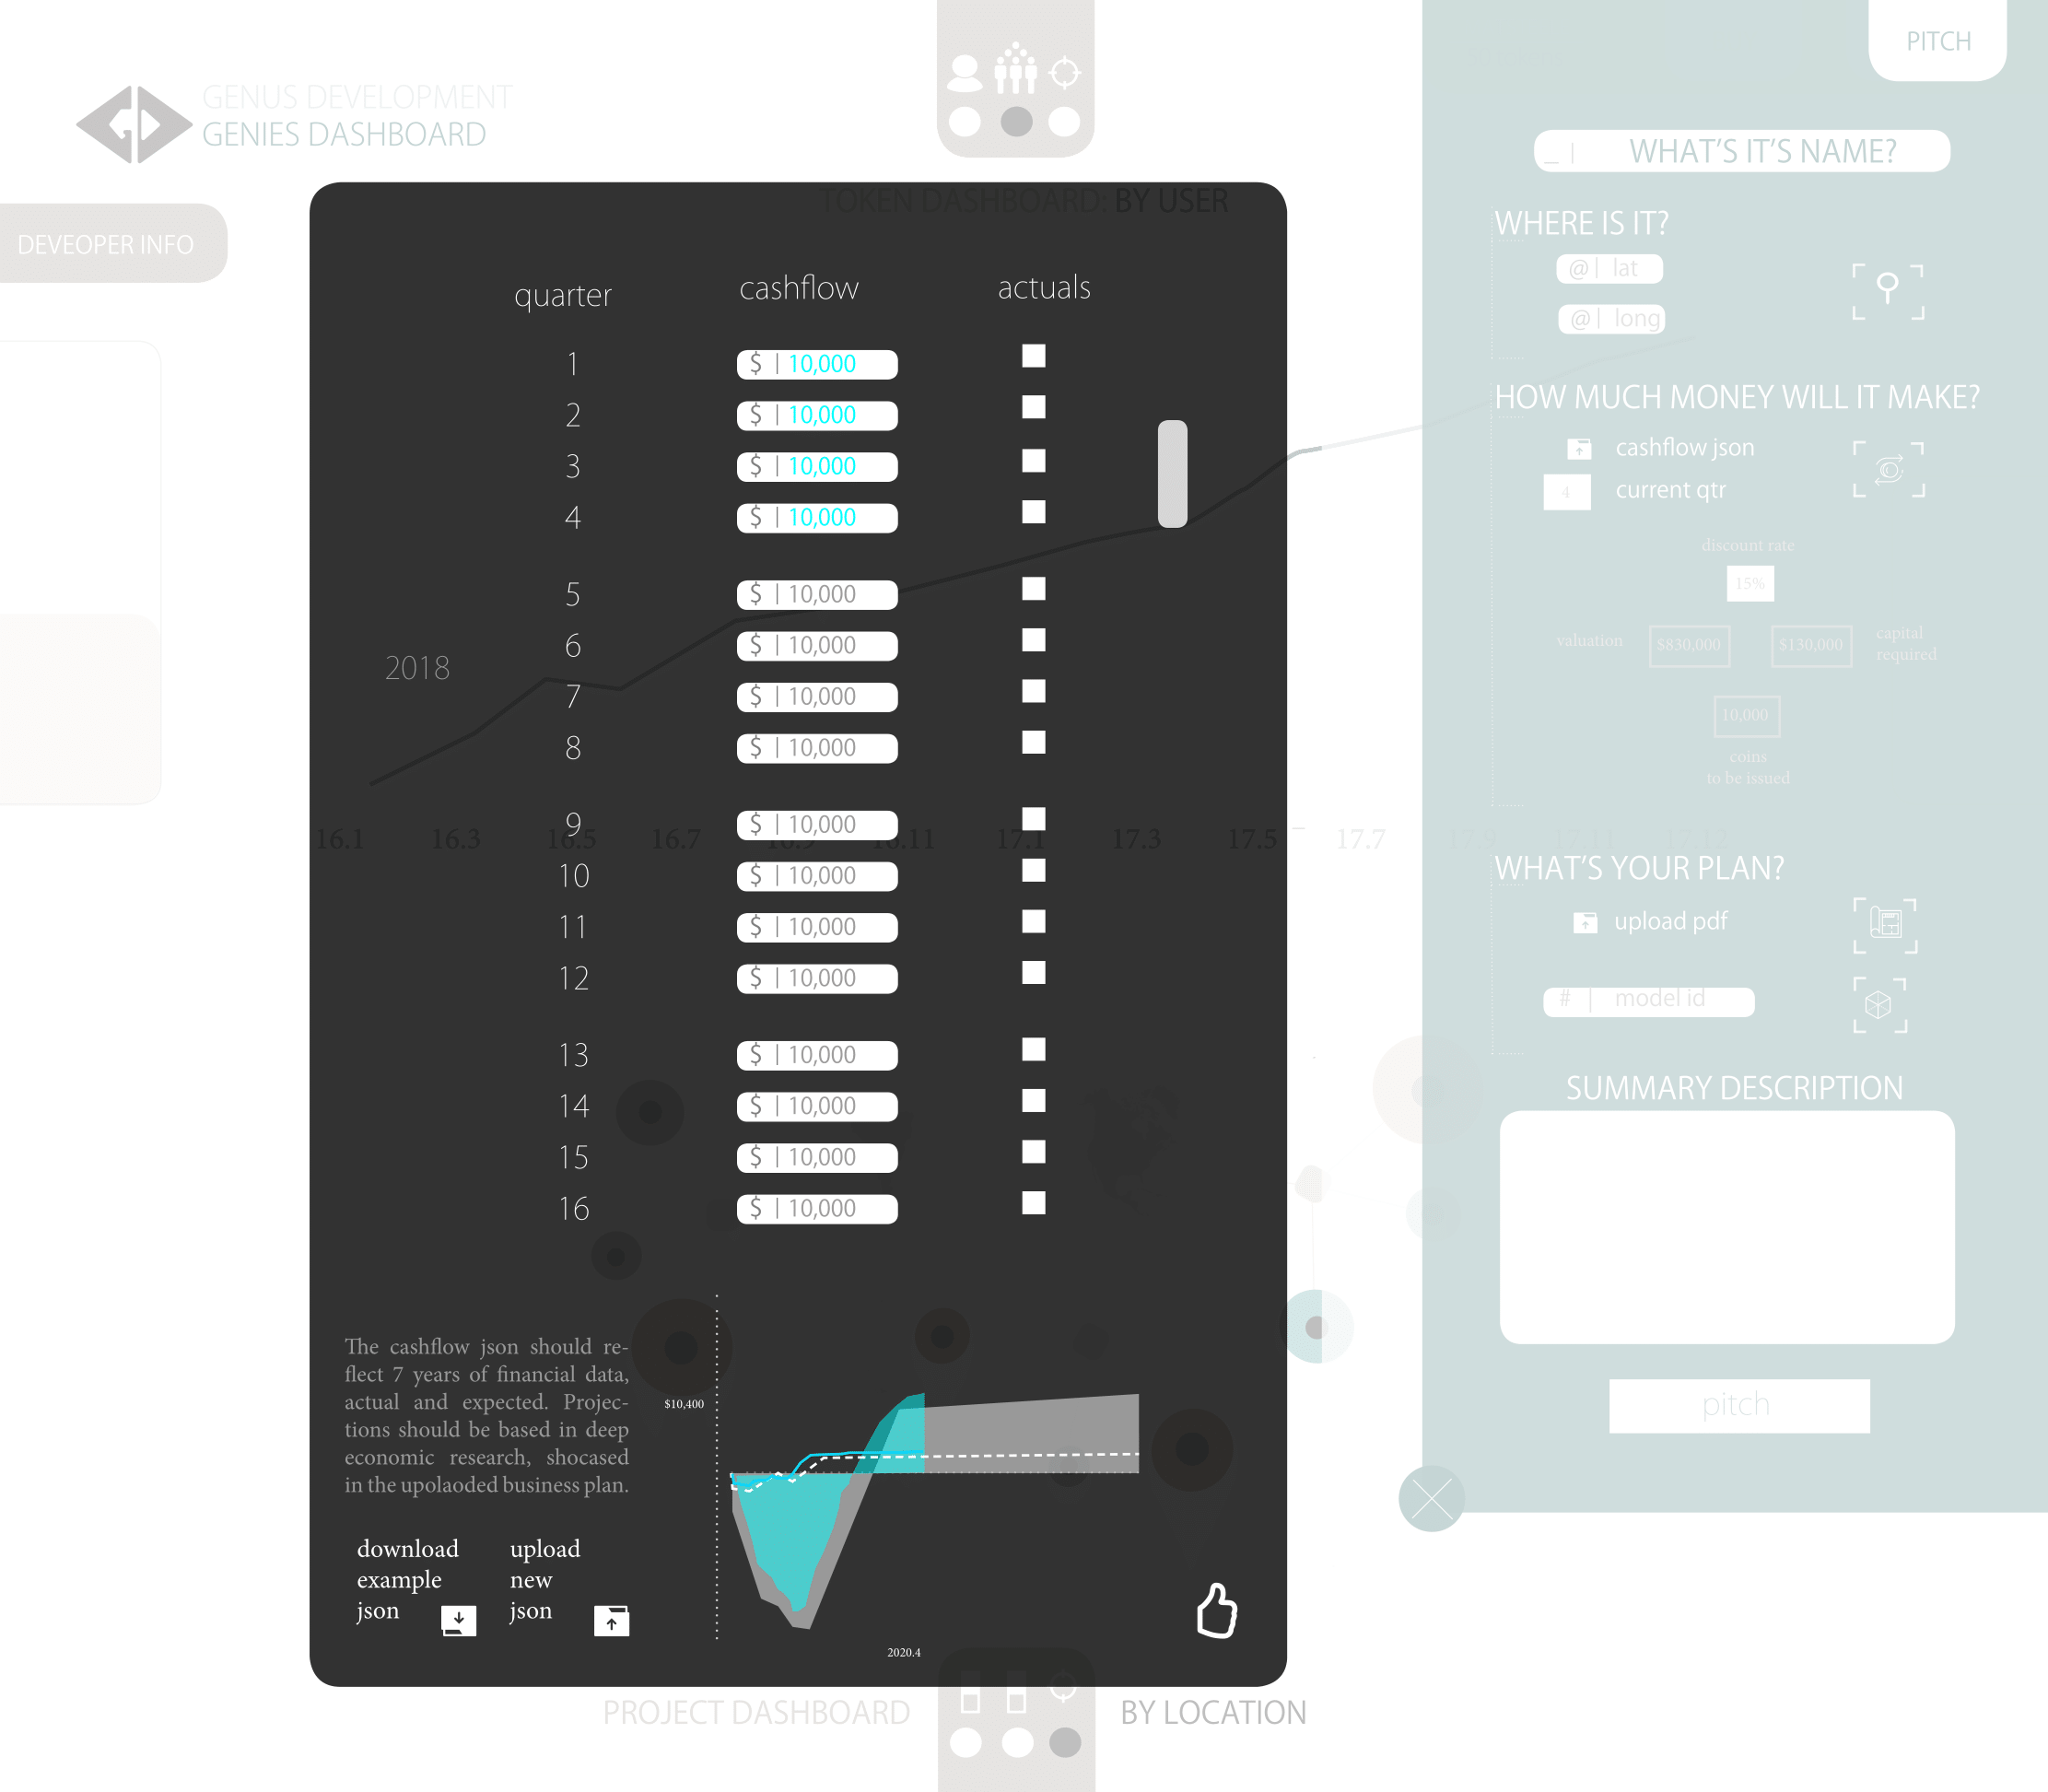 PITCH
GENUS DEVELOPMENT
GENIES DASHBOARD
_ | WHAT'S IT'S NAME?
TOKEN DASHBOARD: BY USER
DEVEOPER INFO
quarter cashflow actuals
1 $ | 10,000
2 $ | 10,000
3 $ | 10,000
4 $ | 10,000
5 $ | 10,000
2018
6 $ | 10,000
7 $ | 10,000
8 $ | 10,000
9 $ | 10,000
16.1 16.3 16.5 16.7 16.9 16.11 17.1 17.3 17.5 – 17.7 17.9 17.11 17.12
10 $ | 10,000
11 $ | 10,000
12 $ | 10,000
13 $ | 10,000
14 $ | 10,000
15 $ | 10,000
16 $ | 10,000
The cashflow json should re-
flect 7 years of financial data,
actual and expected. Projec-
tions should be based in deep
economic research, shocased
in the upolaoded business plan.
download
example
json
upload
new
json
$10,400
2020.4
PROJECT DASHBOARD BY LOCATION
WHERE IS IT?
@ | lat
@ | long
HOW MUCH MONEY WILL IT MAKE?
cashflow json
4 current qtr
discount rate
15%
valuation $830,000 $130,000 capital
required
10,000
coins
to be issued
WHAT'S YOUR PLAN?
upload pdf
# | model id
SUMMARY DESCRIPTION
pitch